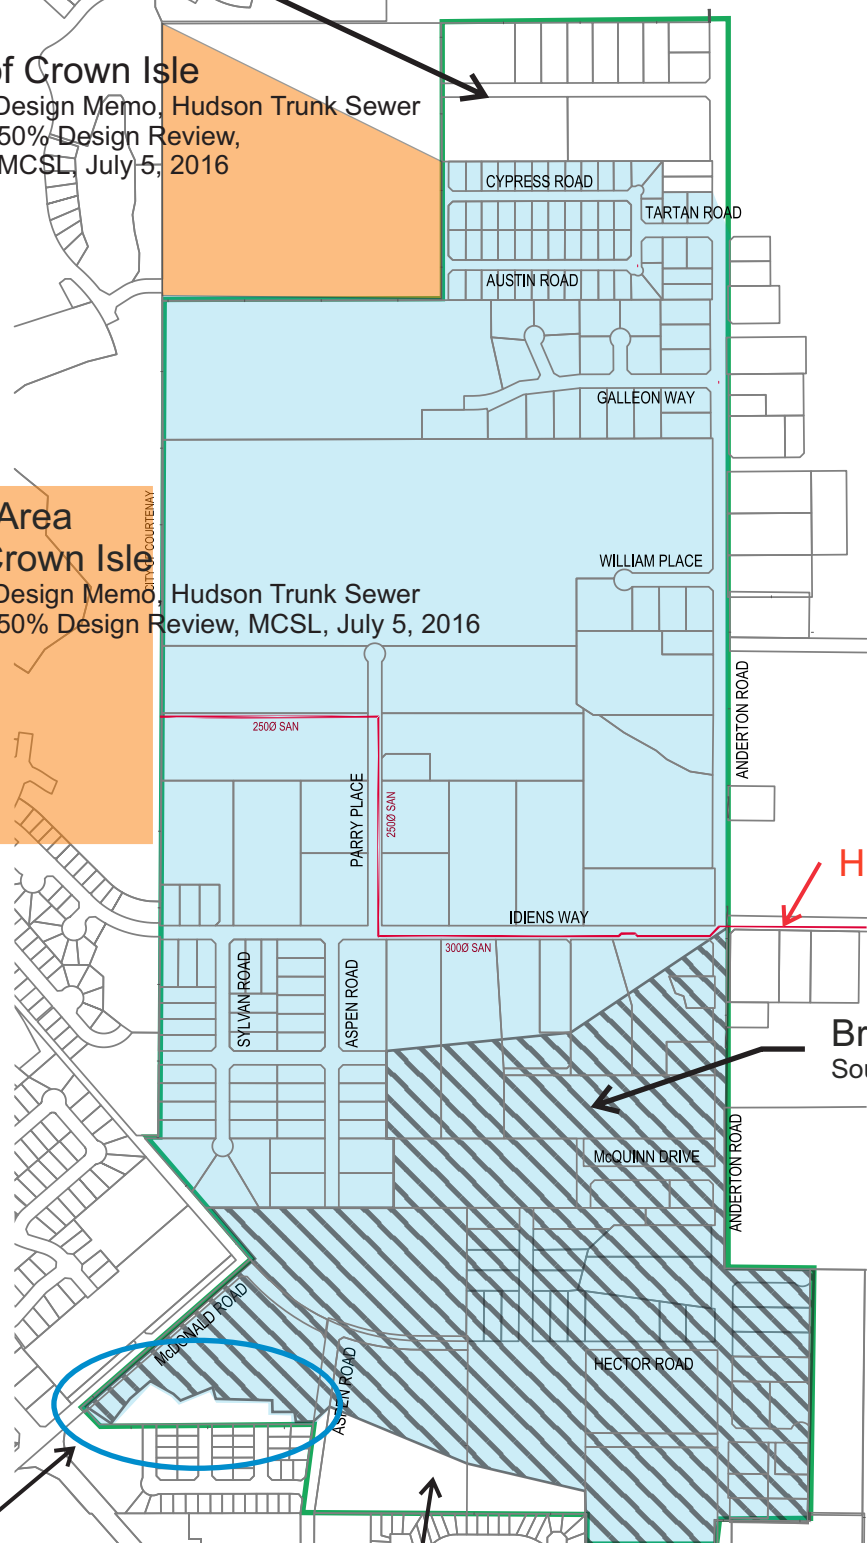 of Crown Isle
Design Memo, Hudson Trunk Sewer
50% Design Review,
MCSL, July 5, 2016
CYPRESS ROAD
TARTAN ROAD
AUSTIN ROAD
GALLEON WAY
CITY OF COURTENAY
Area
Crown Isle
Design Memo, Hudson Trunk Sewer
50% Design Review, MCSL, July 5, 2016
WILLIAM PLACE
ANDERTON ROAD
250Ø SAN
PARRY PLACE
250Ø SAN
H
IDIENS WAY
300Ø SAN
SYLVAN ROAD
ASPEN ROAD
Br
Sou
McQUINN DRIVE
ANDERTON ROAD
McDONALD ROAD
ASPEN ROAD
HECTOR ROAD